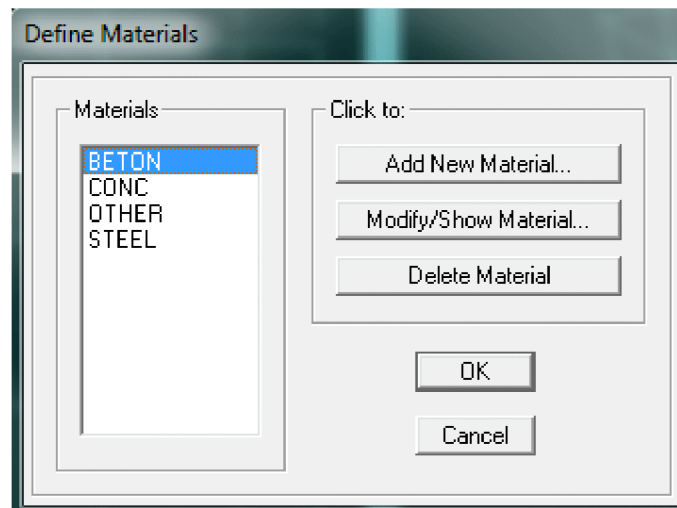 Define Materials
Materials
BETON
CONC
OTHER
STEEL
Click to:
Add New Material...
Modify/Show Material...
Delete Material
OK
Cancel